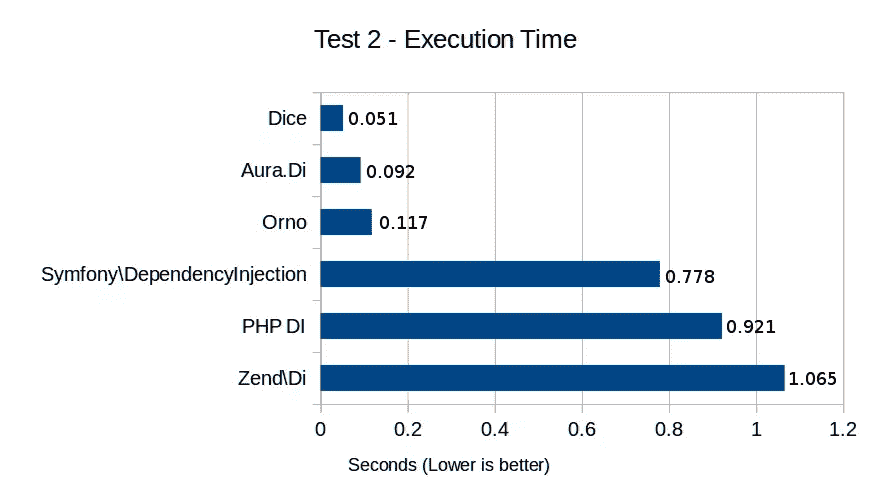 Test 2 - Execution Time
Dice 0.051
Aura.Di 0.092
Orno 0.117
Symfony\DependencyInjection 0.778
PHP DI 0.921
Zend\Di 1.065
0 0.2 0.4 0.6 0.8 1 1.2
Seconds (Lower is better)